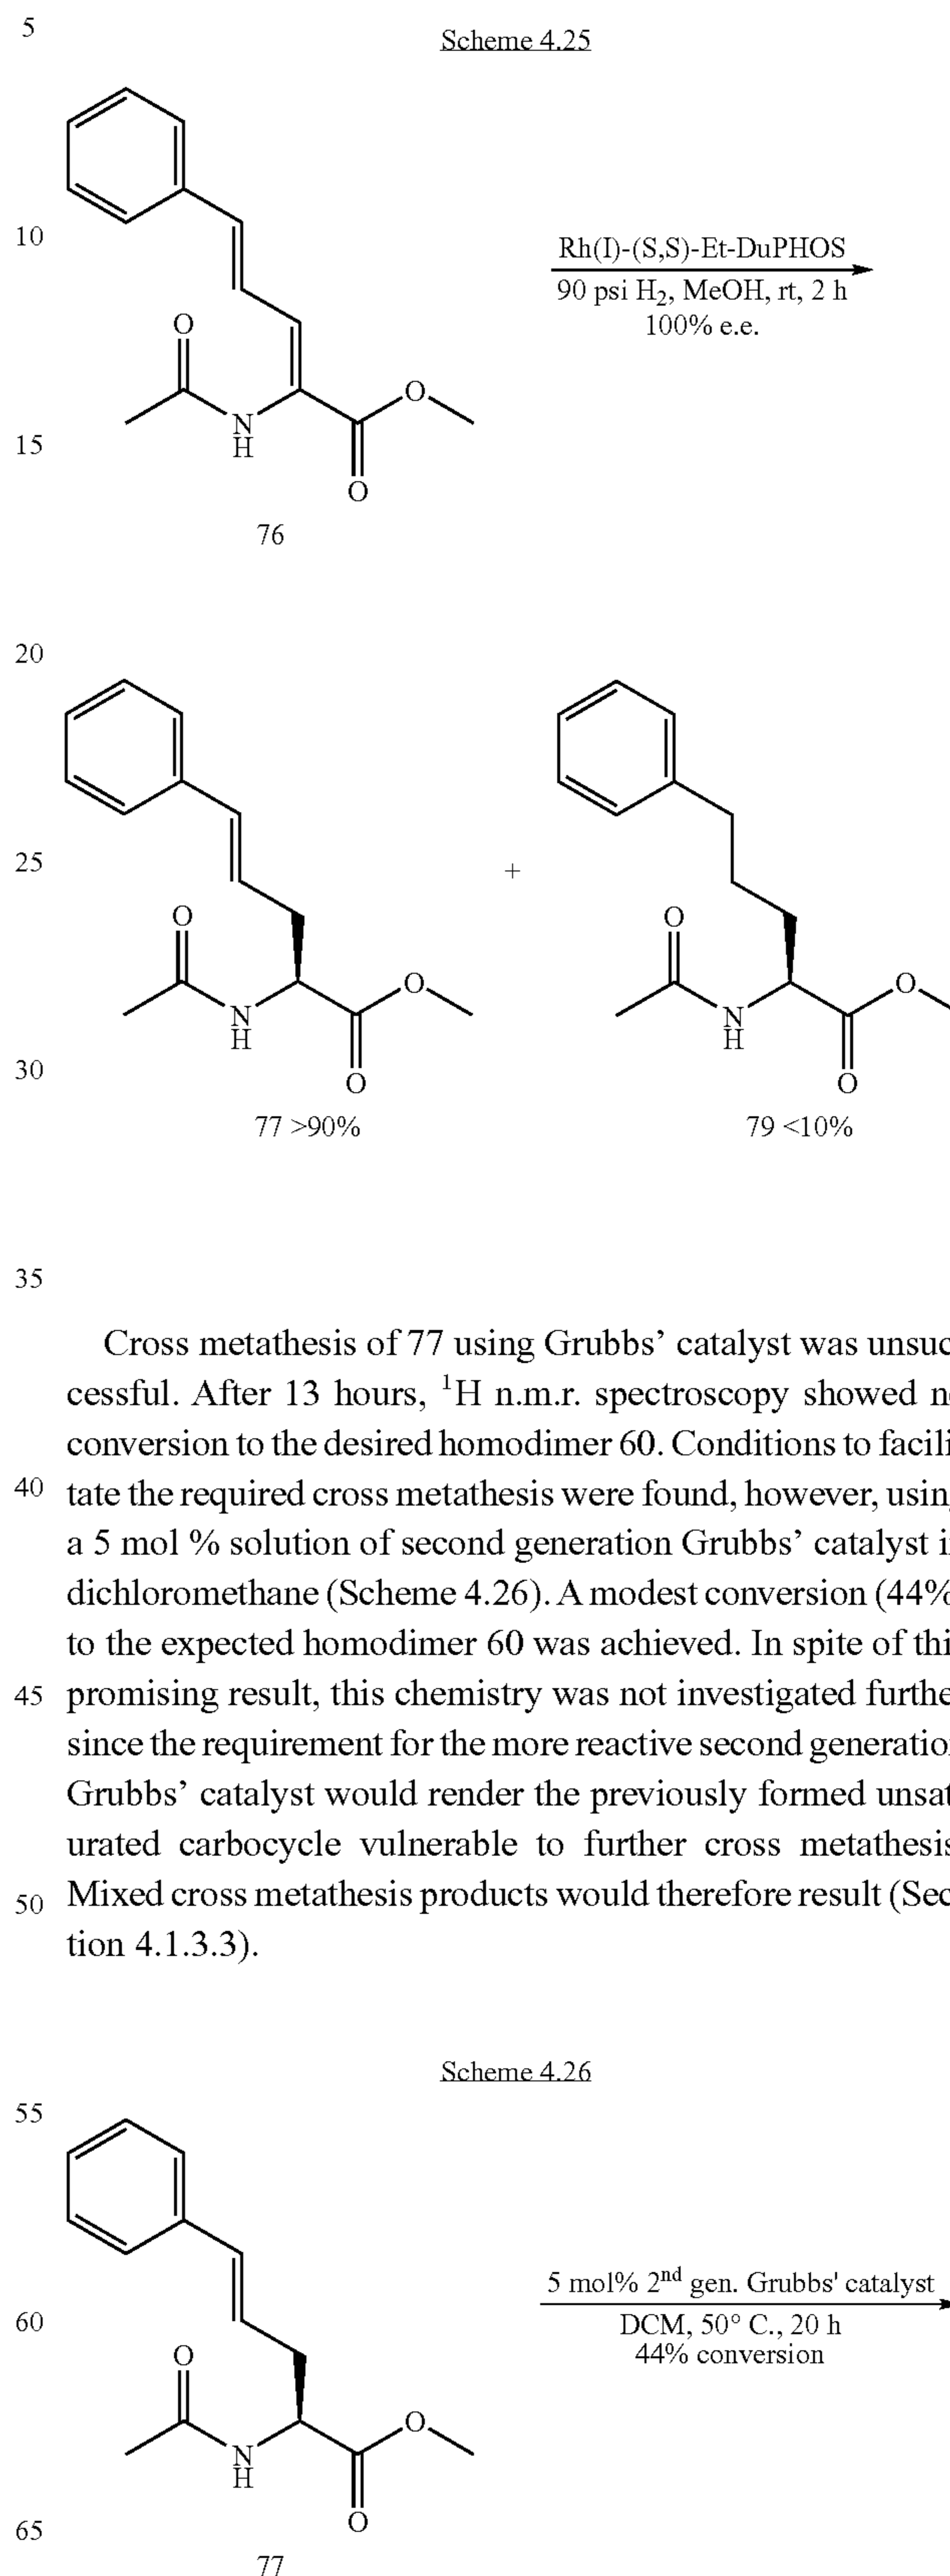 5
Scheme 4.25
10
Rh(I)-(S,S)-Et-DuPHOS
90 psi H2, MeOH, rt, 2 h
100% e.e.
O
O
N
H
15
O
76
20
25
+
O
O
O
O
N
H
N
H
30
O
O
77 >90%
79 <10%
35
Cross metathesis of 77 using Grubbs’ catalyst was unsuc
cessful. After 13 hours, 1H n.m.r. spectroscopy showed
conversion to the desired homodimer 60. Conditions to facili
40 tate the required cross metathesis were found, however, using
a 5 mol % solution of second generation Grubbs’ catalyst
dichloromethane (Scheme 4.26). A modest conversion (44%
to the expected homodimer 60 was achieved. In spite of thi
45 promising result, this chemistry was not investigated furthe
since the requirement for the more reactive second generation
Grubbs’ catalyst would render the previously formed unsat
urated carbocycle vulnerable to further cross metathesis
50 Mixed cross metathesis products would therefore result (Sec
tion 4.1.3.3).
Scheme 4.26
55
5 mol% 2nd gen. Grubbs' catalyst
60
DCM, 50° C., 20 h
44% conversion
O
O
N
H
O
65
77